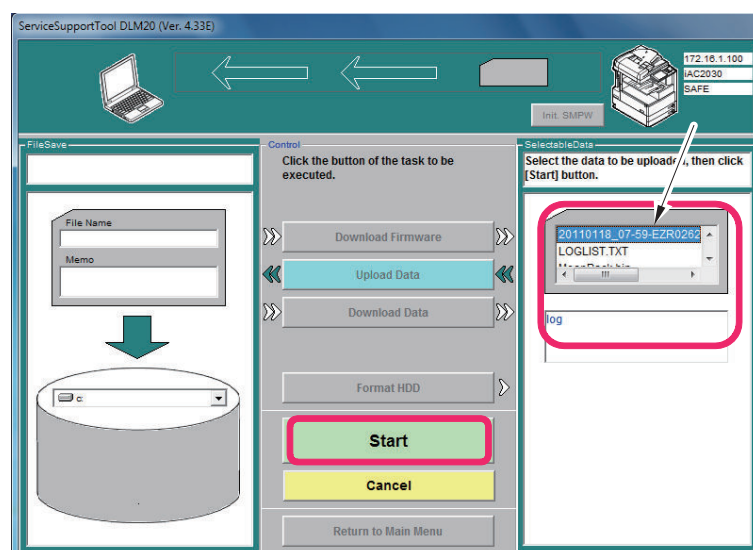 ServiceSupportTool DLM20 (Ver. 4.33E)
172.16.1.100
iAC2030
SAFE
Init. SMPW
FileSave
Control
Click the button of the task to be
executed.
SelectableData
Select the data to be uploaded, then click
[Start] button.
File Name
Memo
Download Firmware
Upload Data
Download Data
Format HDD
Start
Cancel
Return to Main Menu
c:
20110118_07-59-EZR0262
LOGLIST.TXT
log